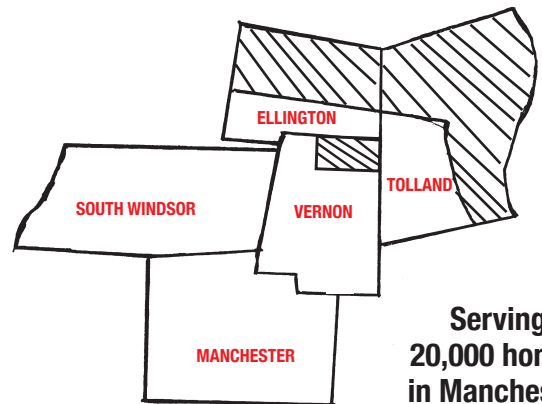 ELLINGTON
TOLLAND
SOUTH WINDSOR
VERNON
MANCHESTER
Serving
20,000
in